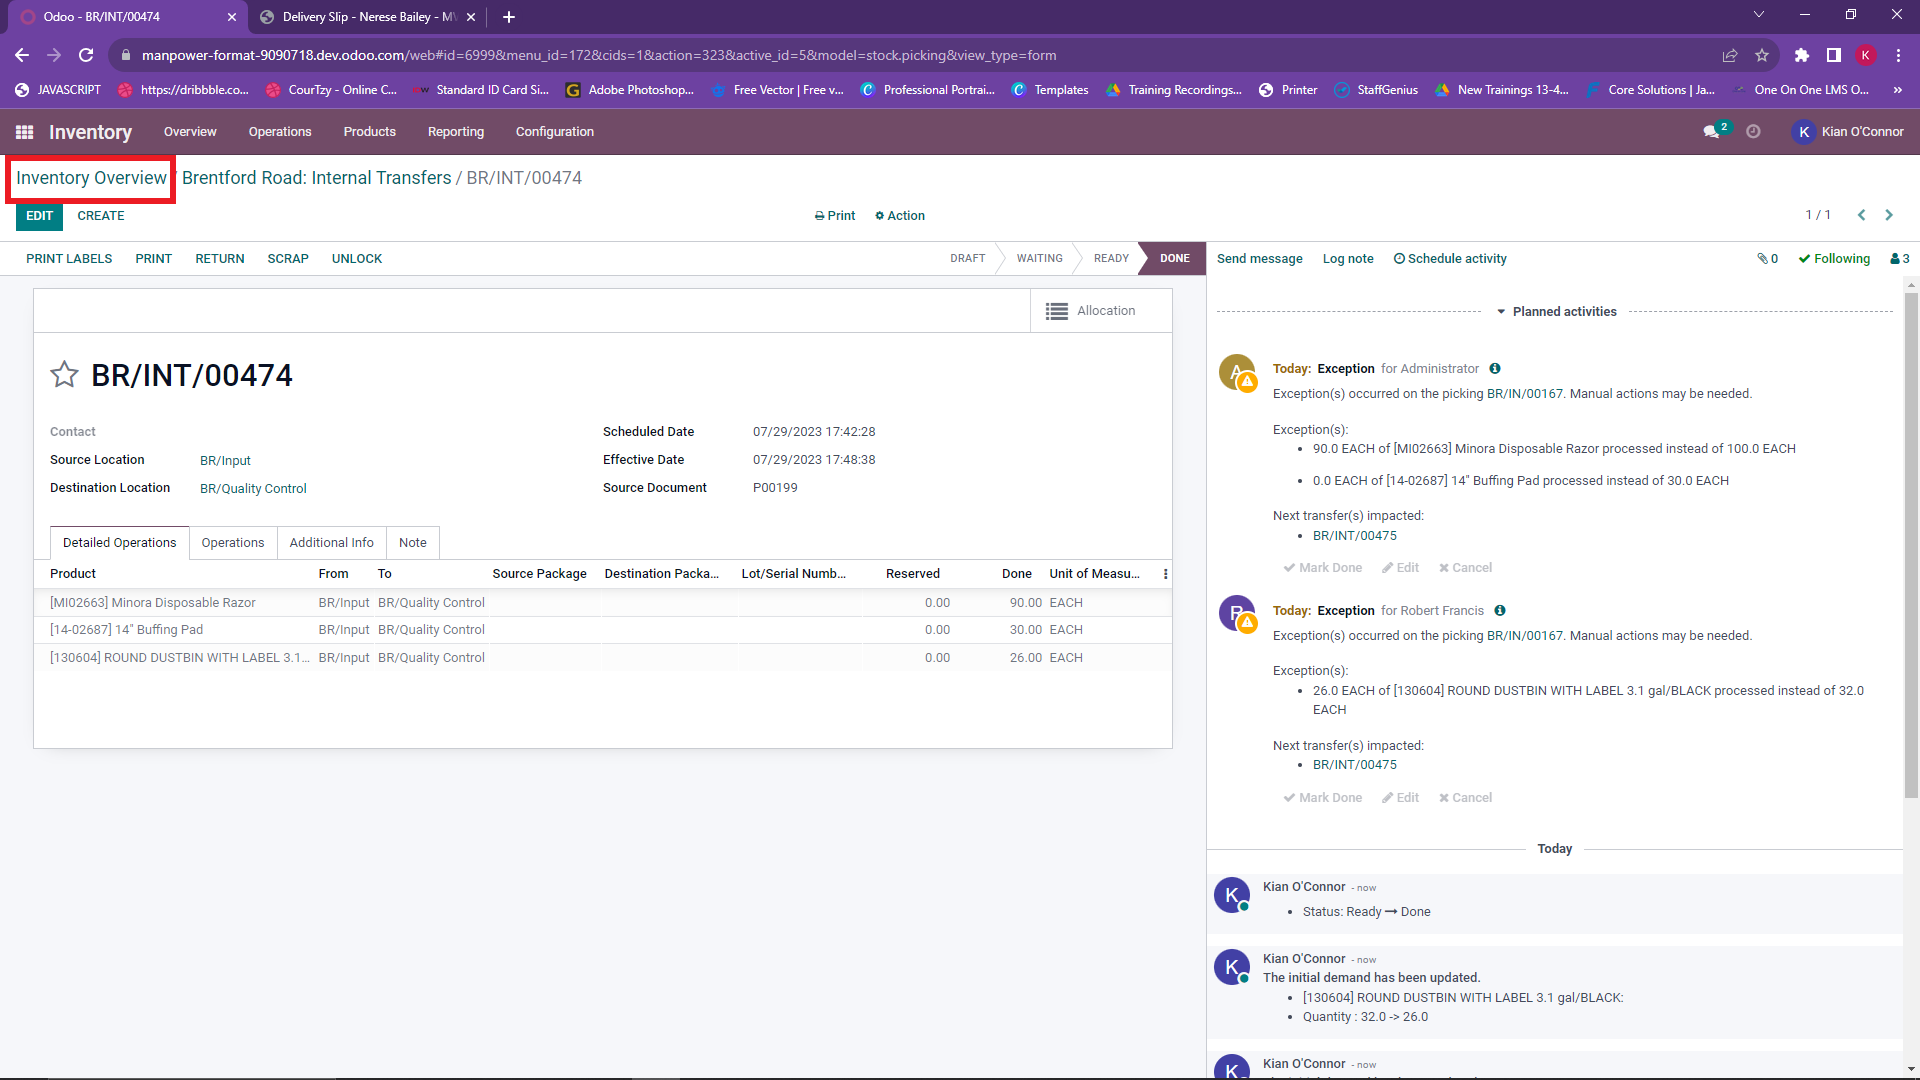 Odoo - BR/INT/00474
Delivery Slip - Nerese Bailey - M
manpower-format-9090718.dev.odoo.com/web#id=6999&menu_id=172&cids=1&action=323&active_id=5&model=stock.picking&view_type=form
K
JAVASCRIPT
https://dribbble.co...
CourTzy - Online C...
Standard ID Card Si...
Adobe Photoshop...
Free Vector | Free v...
Professional Portrai...
Templates
Training Recordings...
Printer
StaffGenius
New Trainings 13-4...
Core Solutions | Ja...
One On One LMS O...
»
Inventory
Overview
Operations
Products
Reporting
Configuration
2
K
Kian O'Connor
Inventory Overview / Brentford Road: Internal Transfers / BR/INT/00474
EDIT
CREATE
Print
Action
1 / 1
PRINT LABELS
PRINT
RETURN
SCRAP
UNLOCK
DRAFT
WAITING
READY
DONE
Send message
Log note
Schedule activity
0
Following
3
Allocation
BR/INT/00474
Contact
Source Location BR/Input
Destination Location BR/Quality Control
Scheduled Date 07/29/2023 17:42:28
Effective Date 07/29/2023 17:48:38
Source Document P00199
Detailed Operations
Operations
Additional Info
Note
Product From To Source Package Destination Packa... Lot/Serial Numb... Reserved Done Unit of Measu...
[MI02663] Minora Disposable Razor BR/Input BR/Quality Control 0.00 90.00 EACH
[14-02687] 14" Buffing Pad BR/Input BR/Quality Control 0.00 30.00 EACH
[130604] ROUND DUSTBIN WITH LABEL 3.1... BR/Input BR/Quality Control 0.00 26.00 EACH
Planned activities
A
Today: Exception for Administrator
Exception(s) occurred on the picking BR/IN/00167. Manual actions may be needed.
Exception(s):
• 90.0 EACH of [MI02663] Minora Disposable Razor processed instead of 100.0 EACH
• 0.0 EACH of [14-02687] 14" Buffing Pad processed instead of 30.0 EACH
Next transfer(s) impacted:
• BR/INT/00475
Mark Done Edit Cancel
R
Today: Exception for Robert Francis
Exception(s) occurred on the picking BR/IN/00167. Manual actions may be needed.
Exception(s):
• 26.0 EACH of [130604] ROUND DUSTBIN WITH LABEL 3.1 gal/BLACK processed instead of 32.0
EACH
Next transfer(s) impacted:
• BR/INT/00475
Mark Done Edit Cancel
Today
K
Kian O'Connor - now
• Status: Ready → Done
K
Kian O'Connor - now
The initial demand has been updated.
• [130604] ROUND DUSTBIN WITH LABEL 3.1 gal/BLACK:
• Quantity : 32.0 -> 26.0
K
Kian O'Connor - now